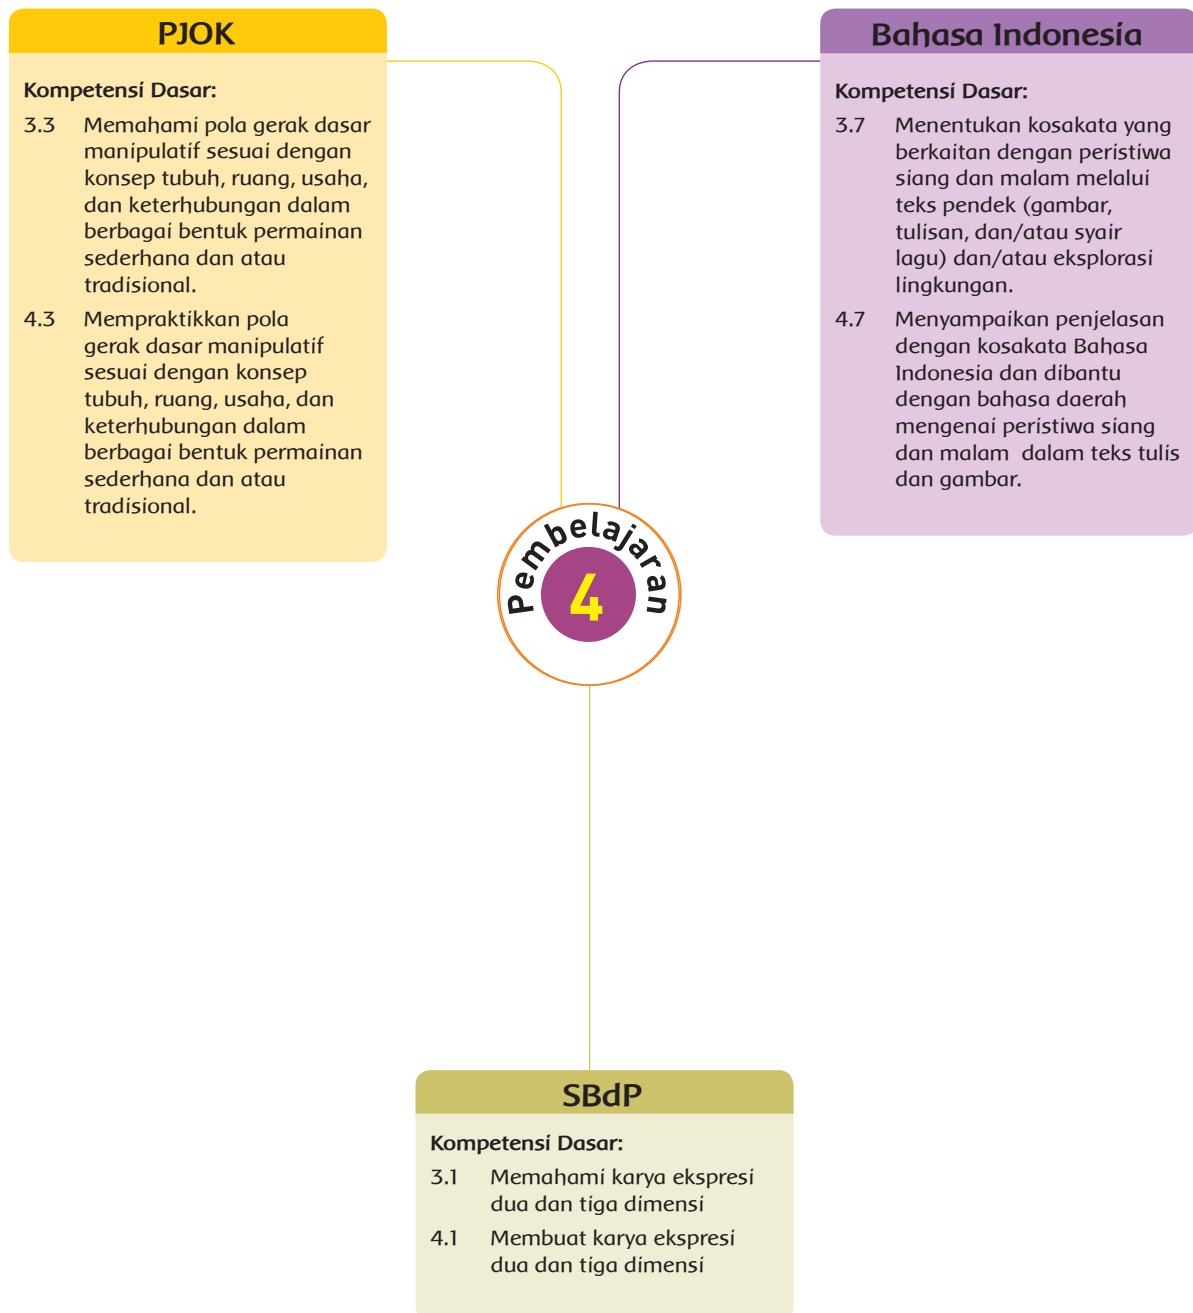 PJOK
Kompetensi Dasar:
3.3 Memahami pola gerak dasar
manipulatif sesuai dengan
konsep tubuh, ruang, usaha,
dan keterhubungan dalam
berbagai bentuk permainan
sederhana dan atau
tradisional.
4.3 Mempraktikkan pola
gerak dasar manipulatif
sesuai dengan konsep
tubuh, ruang, usaha, dan
keterhubungan dalam
berbagai bentuk permainan
sederhana dan atau
tradisional.
Bahasa Indonesia
Kompetensi Dasar:
3.7 Menentukan kosakata yang
berkaitan dengan peristiwa
siang dan malam melalui
teks pendek (gambar,
tulisan, dan/atau syair
lagu) dan/atau eksplorasi
lingkungan.
4.7 Menyampaikan penjelasan
dengan kosakata Bahasa
Indonesia dan dibantu
dengan bahasa daerah
mengenai peristiwa siang
dan malam dalam teks tulis
dan gambar.
Pembelajaran
4
SBdP
Kompetensi Dasar:
3.1 Memahami karya ekspresi
dua dan tiga dimensi
4.1 Membuat karya ekspresi
dua dan tiga dimensi